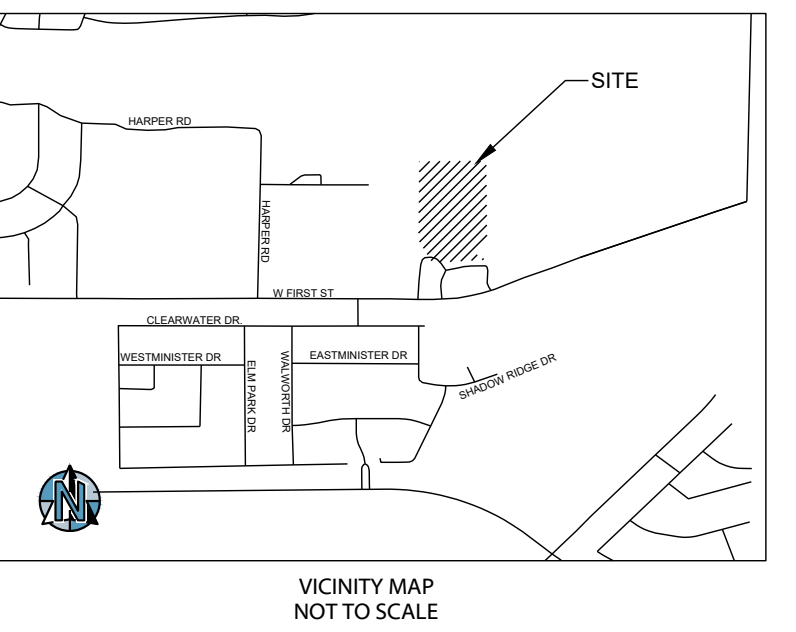 SITE
HARPER RD
HARPER RD
W FIRST ST
CLEARWATER DR.
WESTMINISTER DR
EASTMINISTER DR
ELM PARK DR
WALWORTH DR
SHADOW RIDGE DR
N
VICINITY MAP
NOT TO SCALE